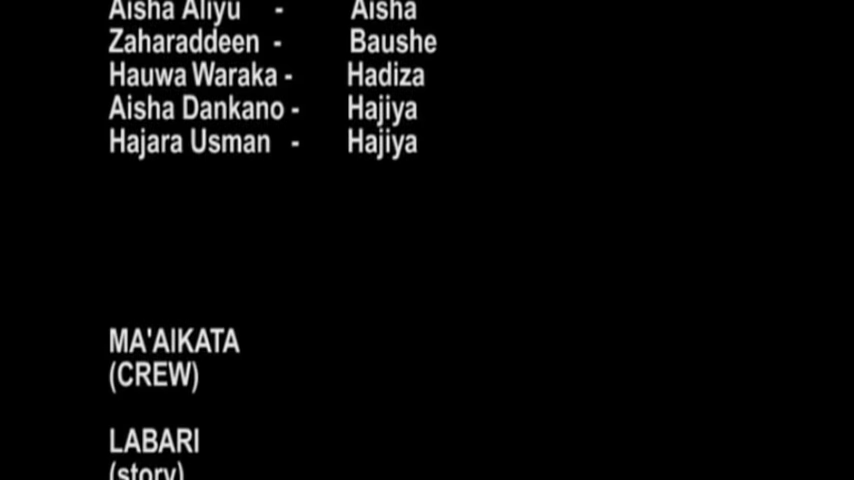 Aisha Aliyu - Aisha
Zaharaddeen - Baushe
Hauwa Waraka - Hadiza
Aisha Dankano - Hajiya
Hajara Usman - Hajiya
MA'AIKATA
(CREW)
LABARI
(story)